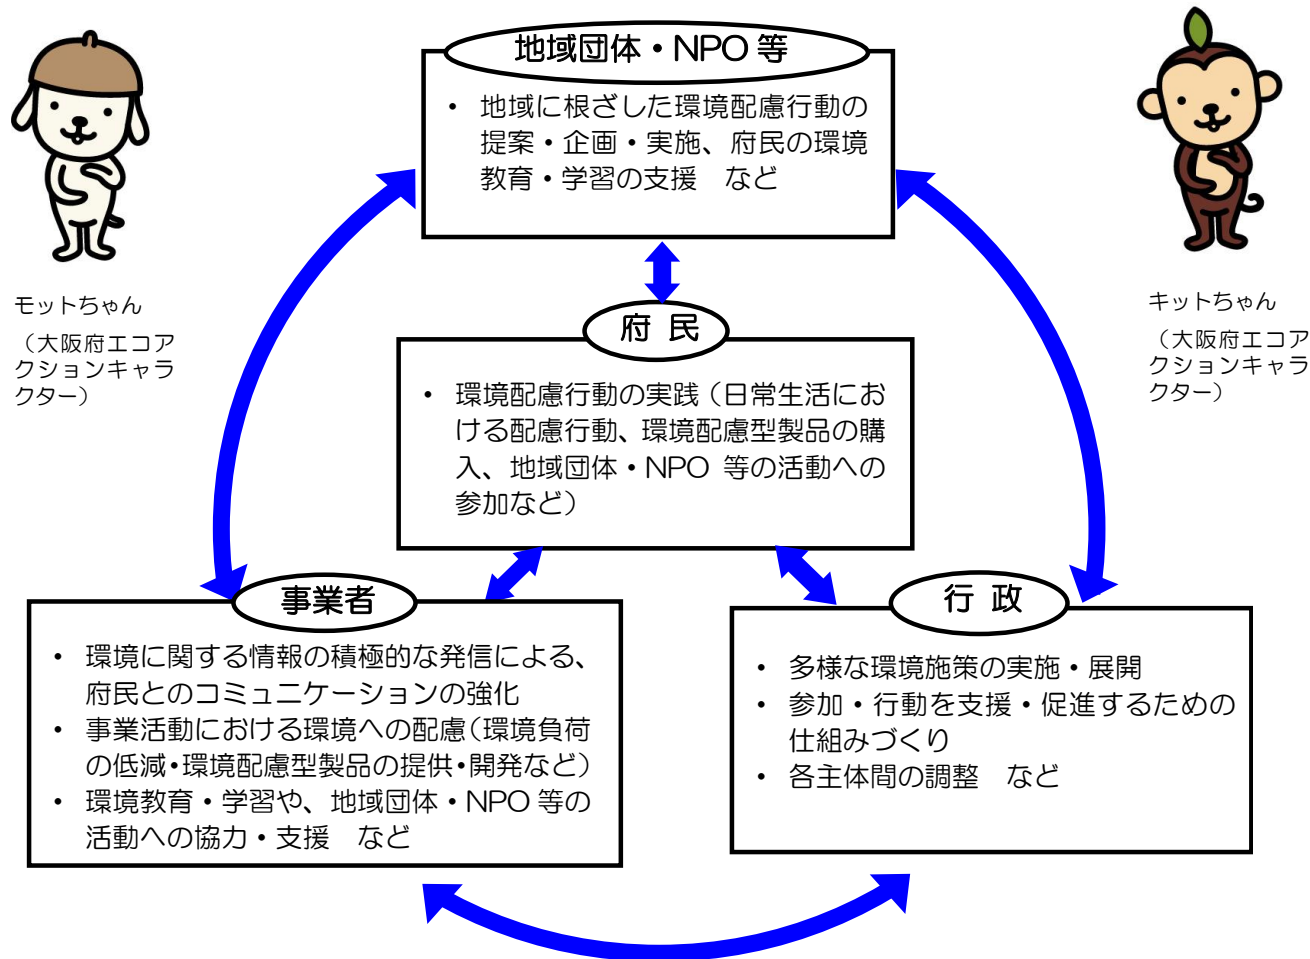 地域団体・NPO 等
・ 地域に根ざした環境配慮行動の
提案・企画・実施、府民の環境
教育・学習の支援　など
モットちゃん
（大阪府エコア
クションキャラ
クター）
キットちゃん
（大阪府エコア
クションキャラ
クター）
府 民
・ 環境配慮行動の実践（日常生活にお
ける配慮行動、環境配慮型製品の購
入、地域団体・NPO 等の活動への
参加など）
事業者
・ 環境に関する情報の積極的な発信による、
府民とのコミュニケーションの強化
・ 事業活動における環境への配慮（環境負荷
の低減・環境配慮型製品の提供・開発など）
・ 環境教育・学習や、地域団体・NPO 等の
活動への協力・支援　など
行 政
・ 多様な環境施策の実施・展開
・ 参加・行動を支援・促進するための
仕組みづくり
・ 各主体間の調整　など